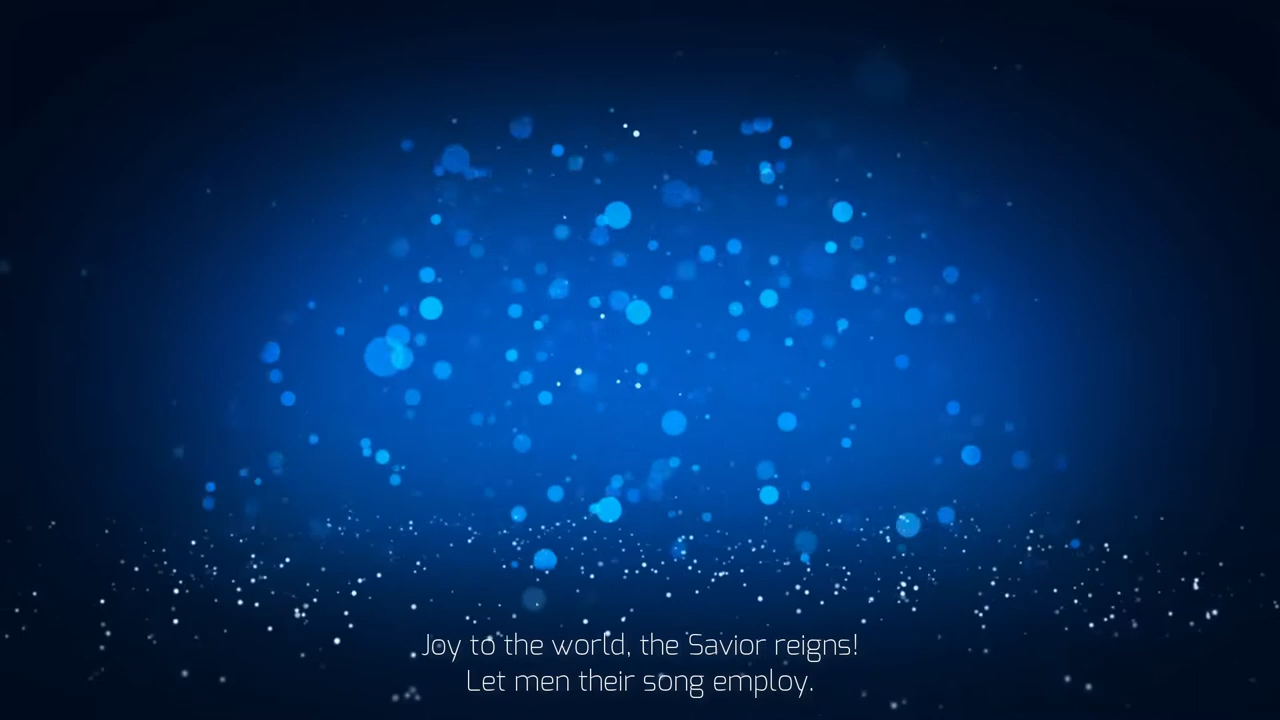 Joy to the world, the Savior reigns!
Let men their song employ.